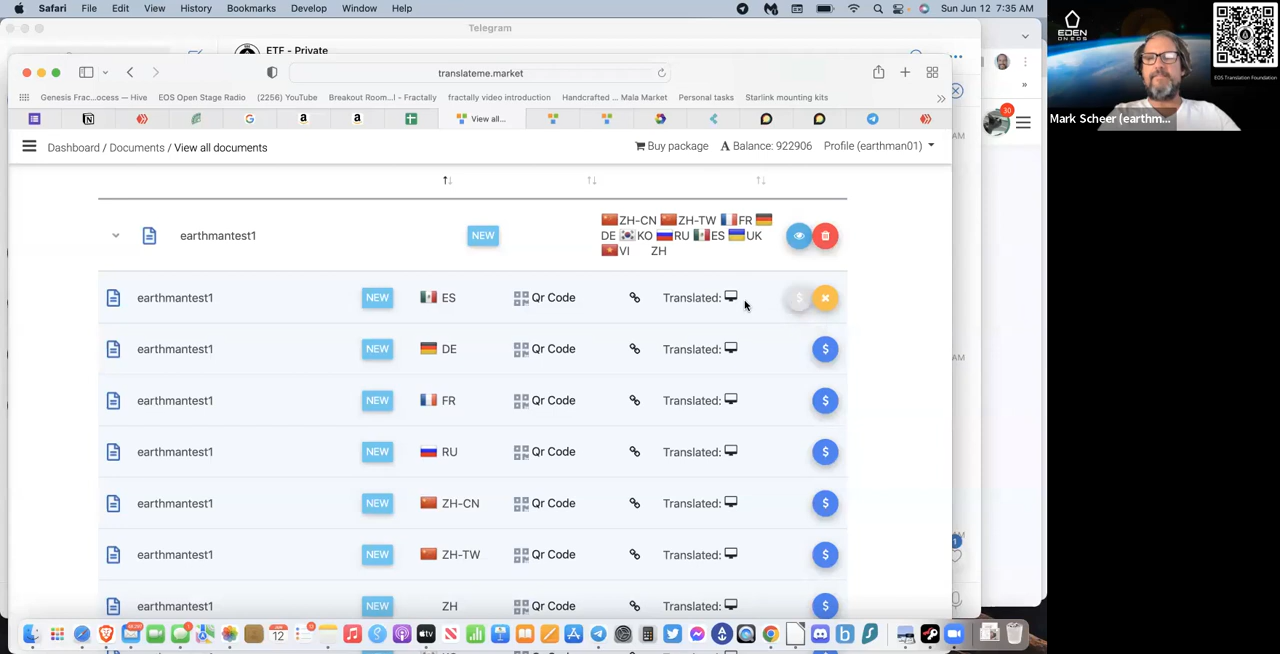 Safari File Edit View History Bookmarks Develop Window Help
Sun Jun 12 7:35 AM
Telegram
ETF - Private
translateme.market
Genesis Frac...ocess — Hive EOS Open Stage Radio (2256) YouTube Breakout Room...l - Fractally fractally video introduction Handcrafted ... Mala Market Personal tasks Starlink mounting kits
View all...
Dashboard / Documents / View all documents
Buy package Balance: 922906 Profile (earthman01)
earthmantest1 NEW
ZH-CN ZH-TW FR
DE KO RU ES UK
VI ZH
earthmantest1 NEW ES Qr Code Translated: $
earthmantest1 NEW DE Qr Code Translated: $
earthmantest1 NEW FR Qr Code Translated: $
earthmantest1 NEW RU Qr Code Translated: $
earthmantest1 NEW ZH-CN Qr Code Translated: $
earthmantest1 NEW ZH-TW Qr Code Translated: $
earthmantest1 NEW ZH Qr Code Translated: $
30
AM
AM
EDEN
ON EOS
EOS Translation Foundation
Mark Scheer (earthm...